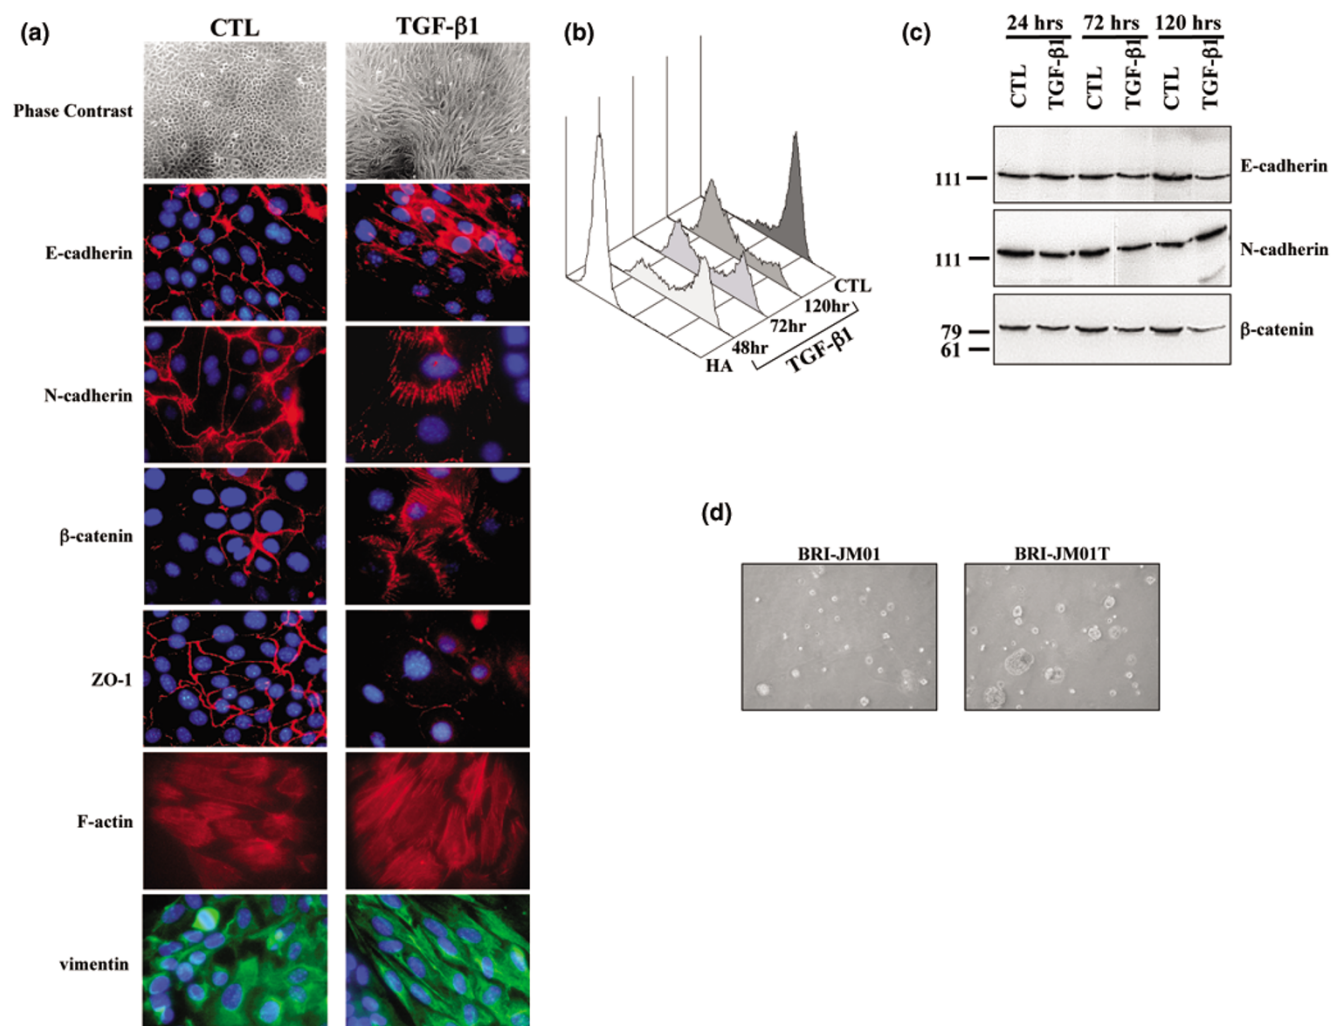 (a)
CTL
TGF-β1
Phase Contrast
E-cadherin
N-cadherin
β-catenin
ZO-1
F-actin
vimentin
(b)
CTL
120hr
72hr
48hr
HA
TGF-β1
(c)
24 hrs
72 hrs
120 hrs
CTL
TGF-β1
CTL
TGF-β1
CTL
TGF-β1
111
E-cadherin
111
N-cadherin
79
61
β-catenin
(d)
BRI-JM01
BRI-JM01T